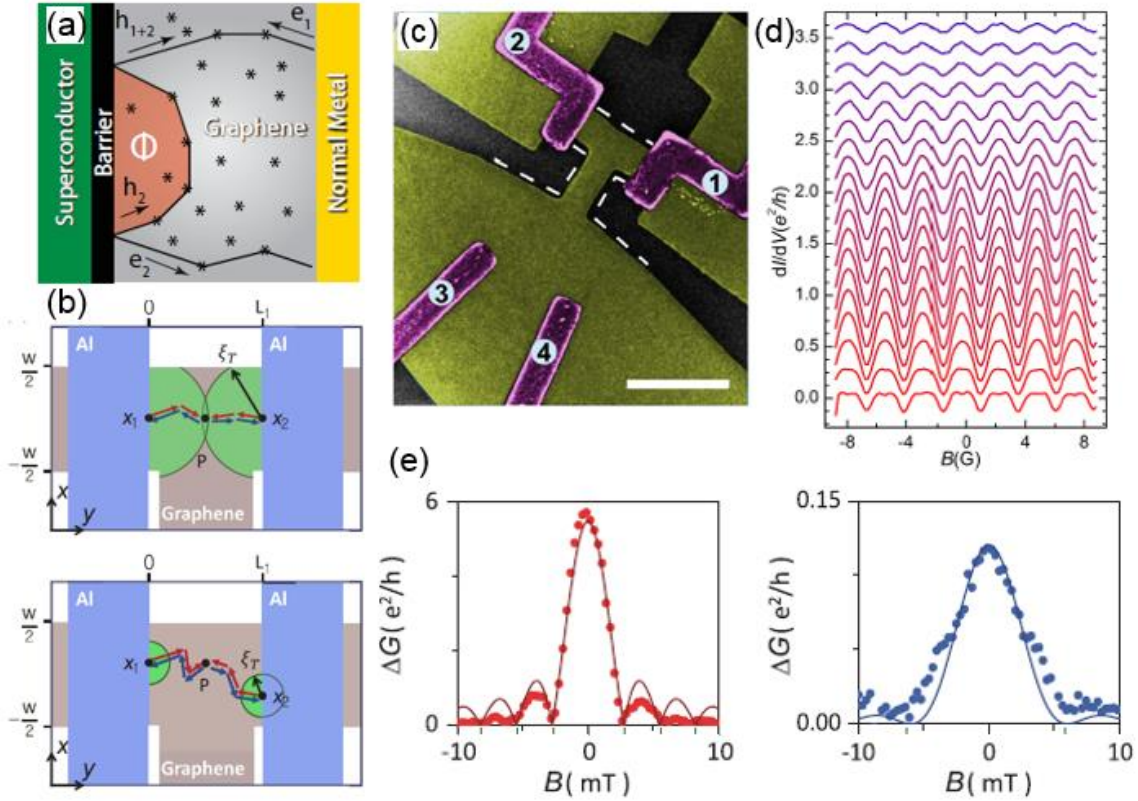 (a)
h1+2
e1
Superconductor
Barrier
Φ
Graphene
Normal Metal
h2
e2
(b)
0
L1
Al
Al
w/2
ξT
x1
x2
P
-w/2
x
y
Graphene
0
L1
Al
Al
w/2
ξT
x1
P
x2
-w/2
x
y
Graphene
(c)
2
1
3
4
(d)
3.5
3.0
2.5
2.0
1.5
1.0
0.5
0.0
dI/dV(e²/h)
-8
-4
0
4
8
B(G)
(e)
6
0
ΔG( e²/h)
-10
0
10
B( mT)
0.15
0.00
ΔG( e²/h)
-10
0
10
B( mT)